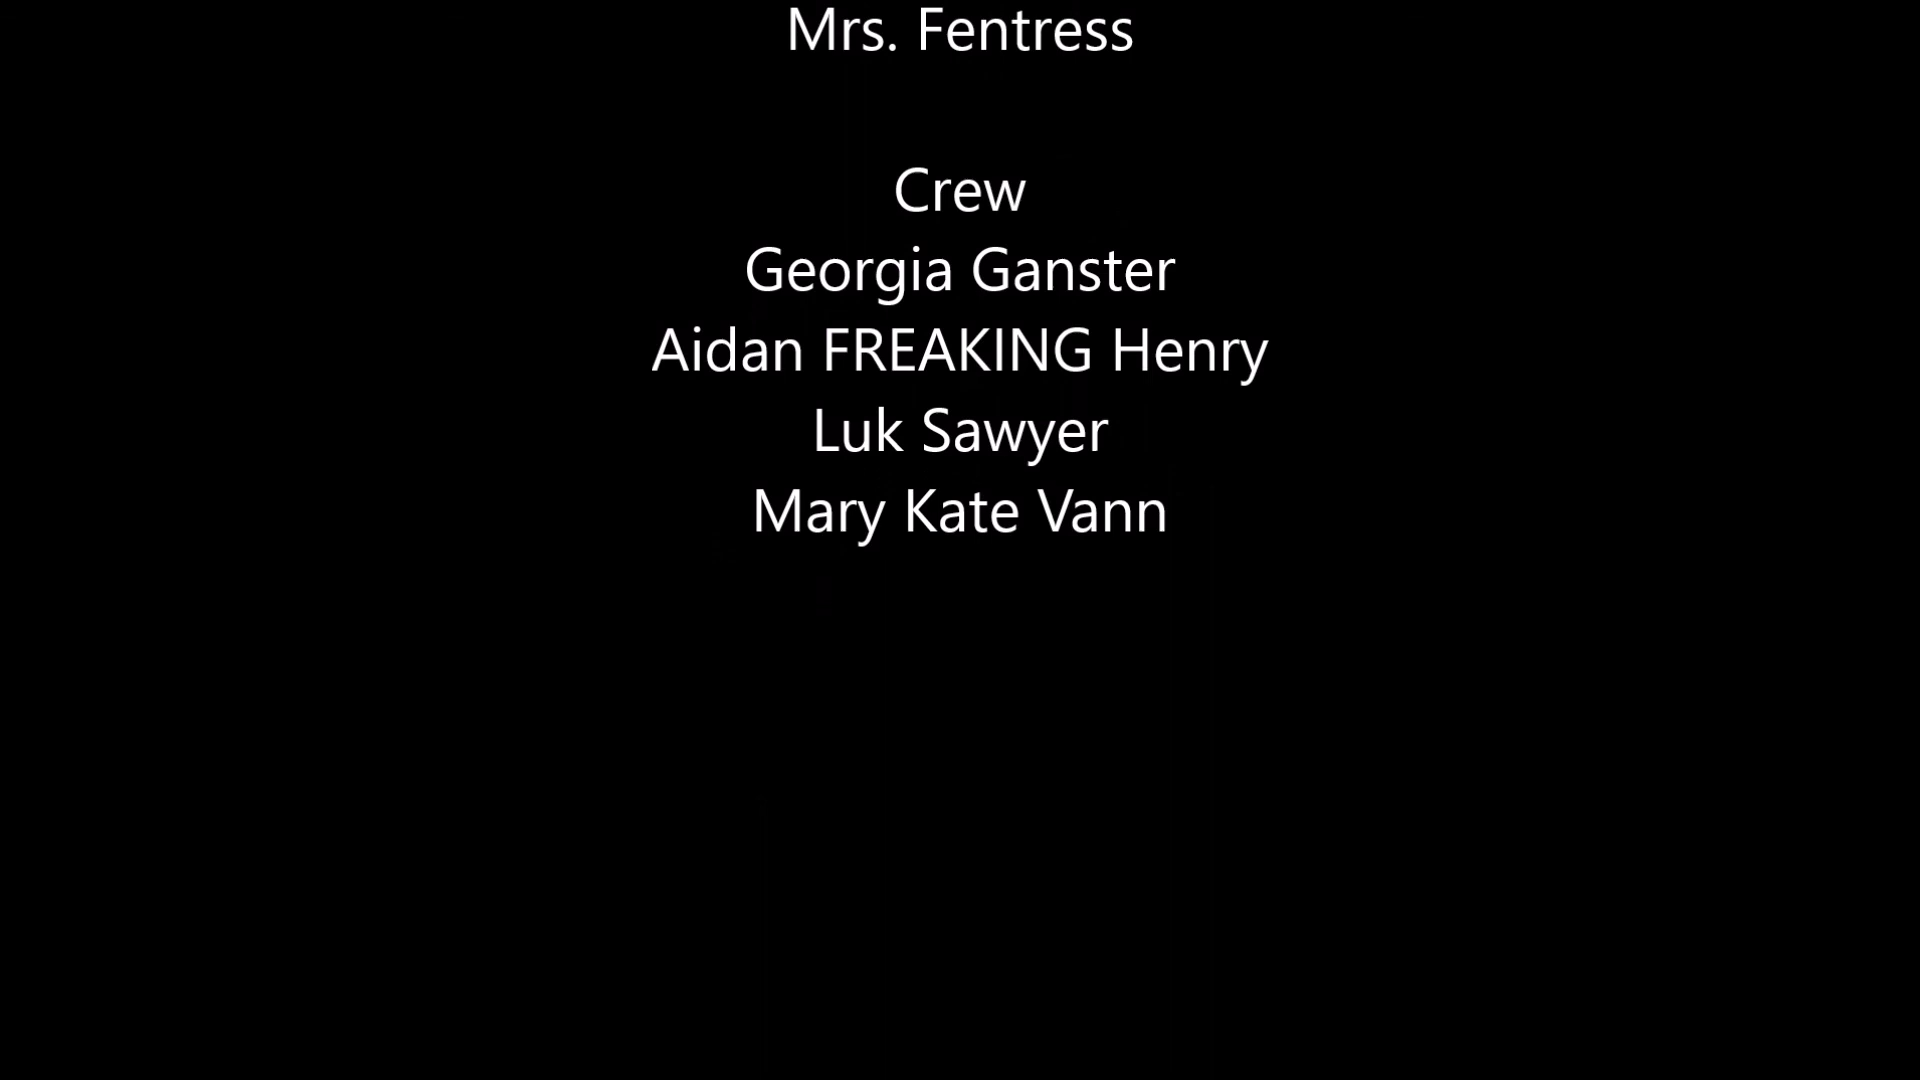 Mrs. Fentress
Crew
Georgia Ganster
Aidan FREAKING Henry
Luk Sawyer
Mary Kate Vann